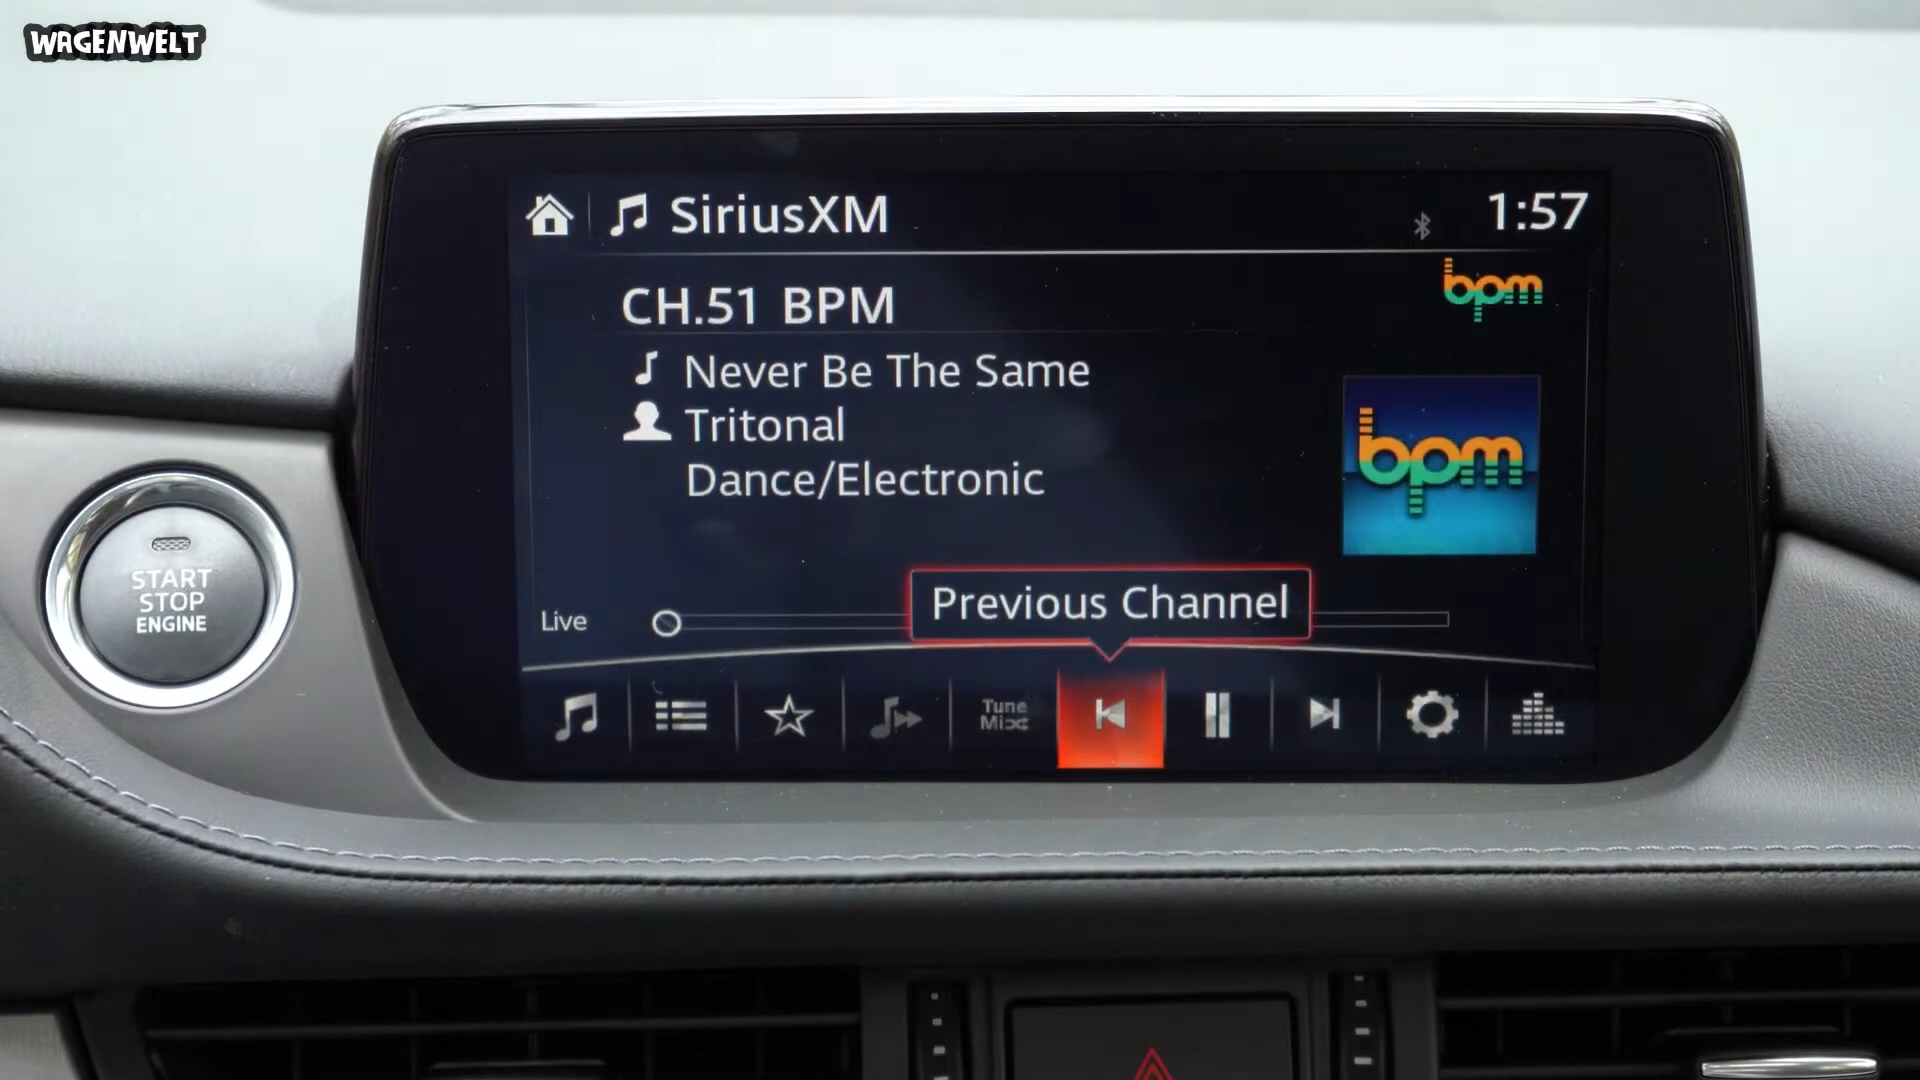 WAGENWELT
SiriusXM
1:57
CH.51 BPM
bpm
Never Be The Same
Tritonal
Dance/Electronic
bpm
Previous Channel
Live
Tune
Mix
START
STOP
ENGINE